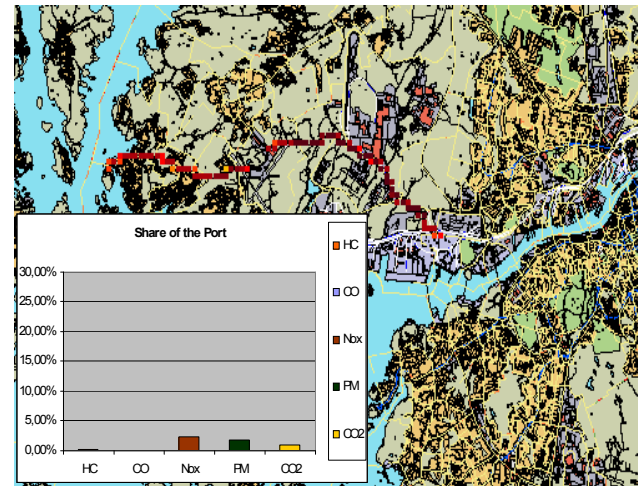 Share of the Port
30,00%
25,00%
20,00%
15,00%
10,00%
5,00%
0,00%
HC CO Nox PM CO2
HC
CO
Nox
PM
CO2